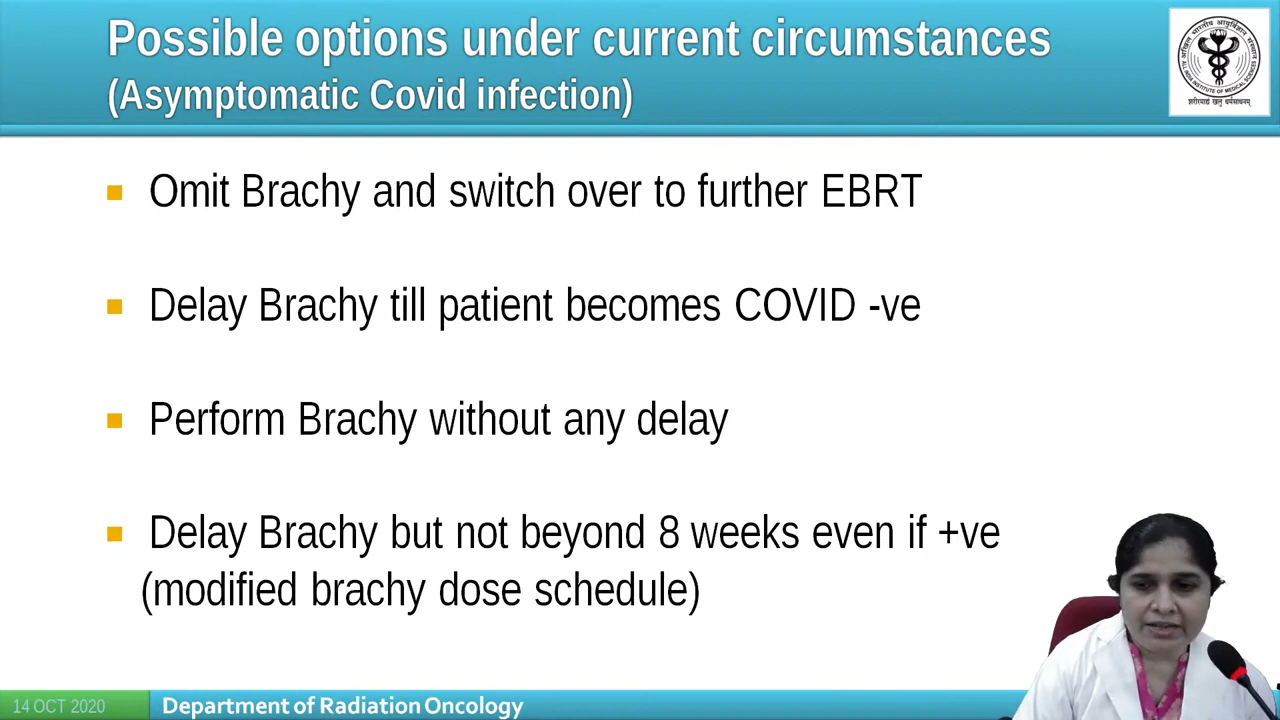 Possible options under current circumstances
(Asymptomatic Covid infection)
Omit Brachy and switch over to further EBRT
Delay Brachy till patient becomes COVID -ve
Perform Brachy without any delay
Delay Brachy but not beyond 8 weeks even if +ve
(modified brachy dose schedule)
14 OCT 2020
Department of Radiation Oncology